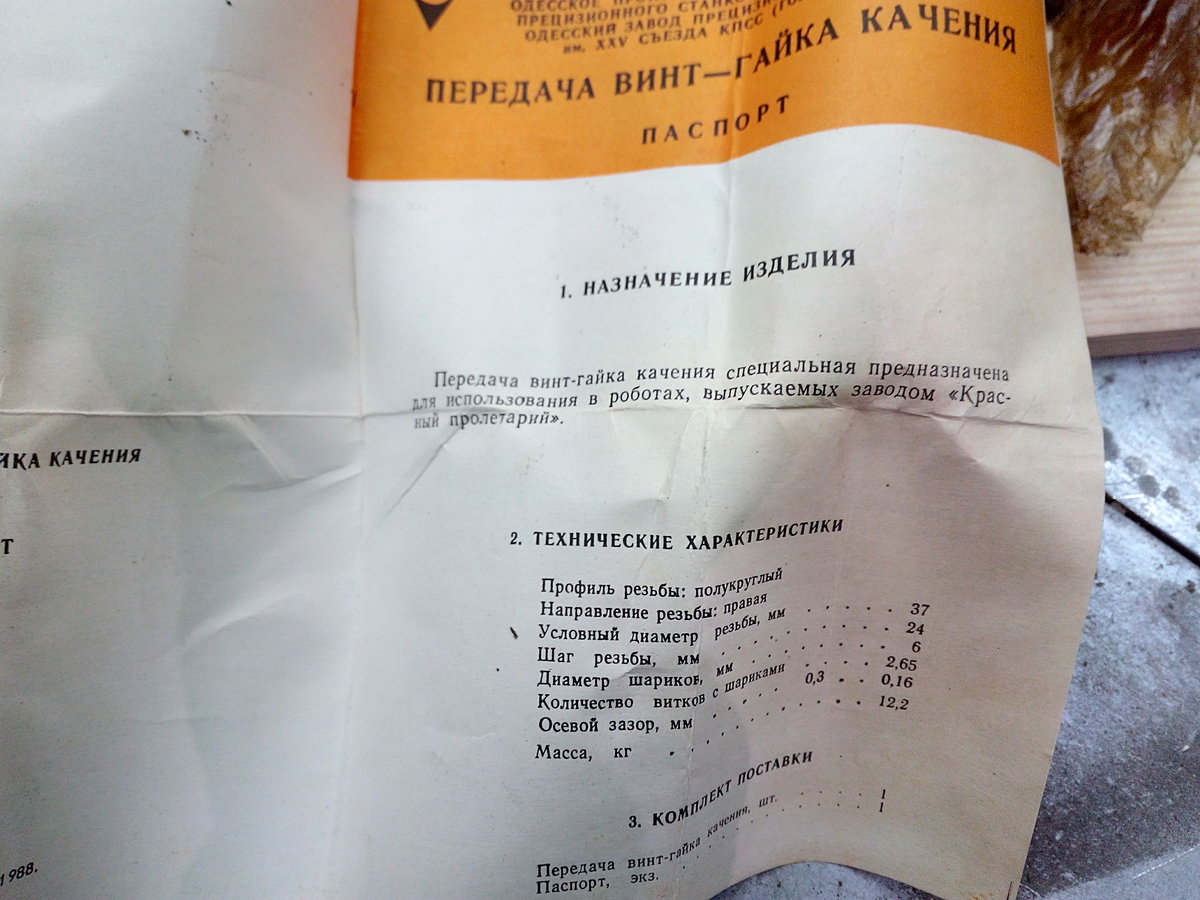 ОДЕССКОЕ
ПРЕЦИЗИОННОГО
ОДЕССКИЙ ЗАВОД
им. XXV СЪЕЗДА КПСС
ПЕРЕДАЧА ВИНТ—ГАЙКА КАЧЕНИЯ
ПАСПОРТ
1. НАЗНАЧЕНИЕ ИЗДЕЛИЯ
Передача винт-гайка качения специальная предназначена
для использования в роботах, выпускаемых заводом «Крас-
ный пролетарий».
2. ТЕХНИЧЕСКИЕ ХАРАКТЕРИСТИКИ
Профиль резьбы: полукруглый
Направление резьбы: правая
Условный диаметр резьбы, мм . . . . . 37
Шаг резьбы, мм . . . . . . . . . 24
Диаметр шариков, мм . . . . . . . 6
Количество витков с шариками . . . . 2,65
Осевой зазор, мм . . . . . 0,3 . . 0,16
Масса, кг . . . . . . . . . . 12,2
3. КОМПЛЕКТ ПОСТАВКИ
Передача винт-гайка качения, шт. . . . . . 1
Паспорт, экз. . . . . . . . . 1
КАЧЕНИЯ
Т
1988.